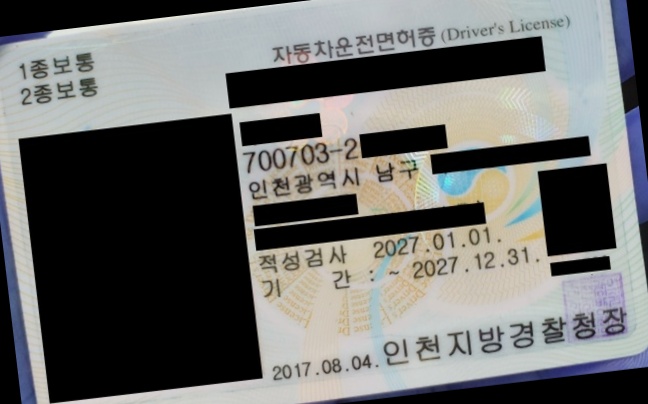 자동차운전면허증 (Driver's License)
1종보통
2종보통
700703-2
인천광역시 남구
적성검사 2027.01.01.
기 간 : ~ 2027.12.31.
2017.08.04. 인천지방경찰청장